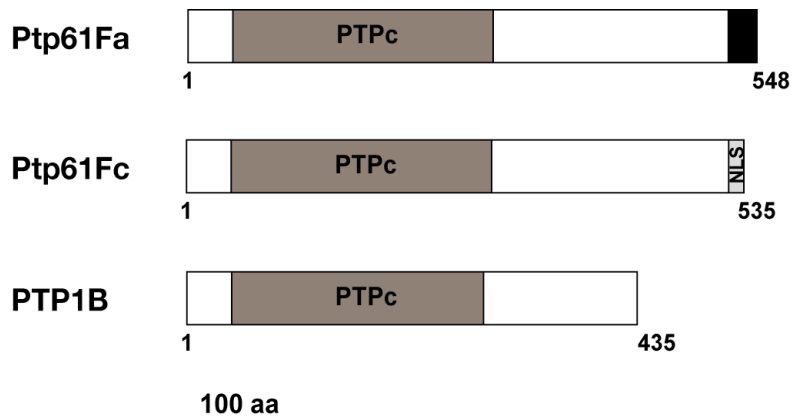 Ptp61Fa PTPc
1 548
Ptp61Fc PTPc NLS
1 535
PTP1B PTPc
1 435
100 aa